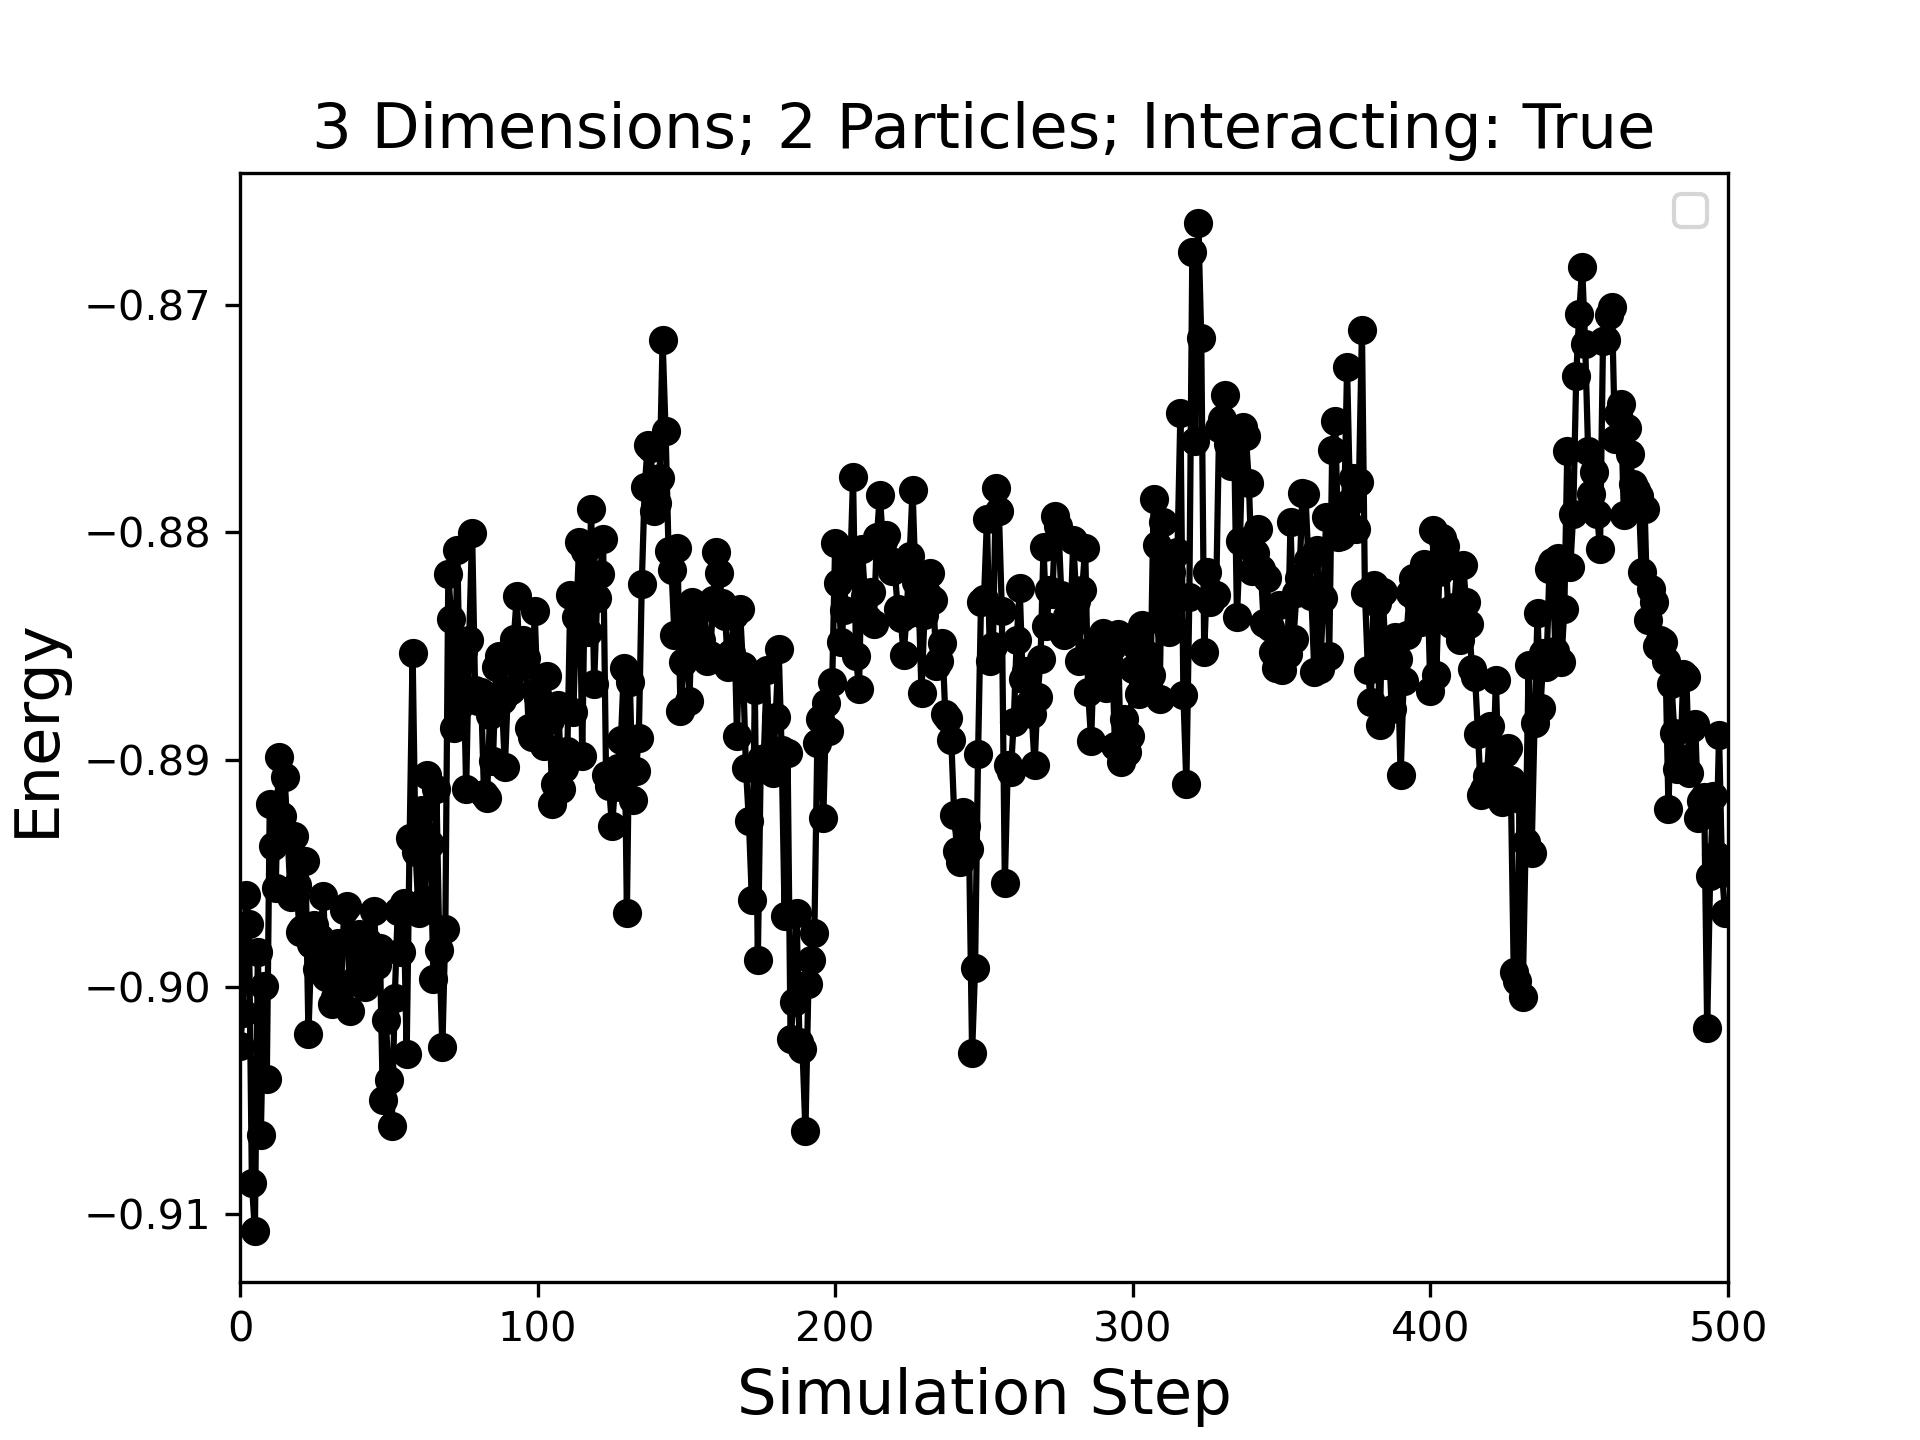 3 Dimensions; 2 Particles; Interacting: True
Energy
−0.87
−0.88
−0.89
−0.90
−0.91
0 100 200 300 400 500
Simulation Step